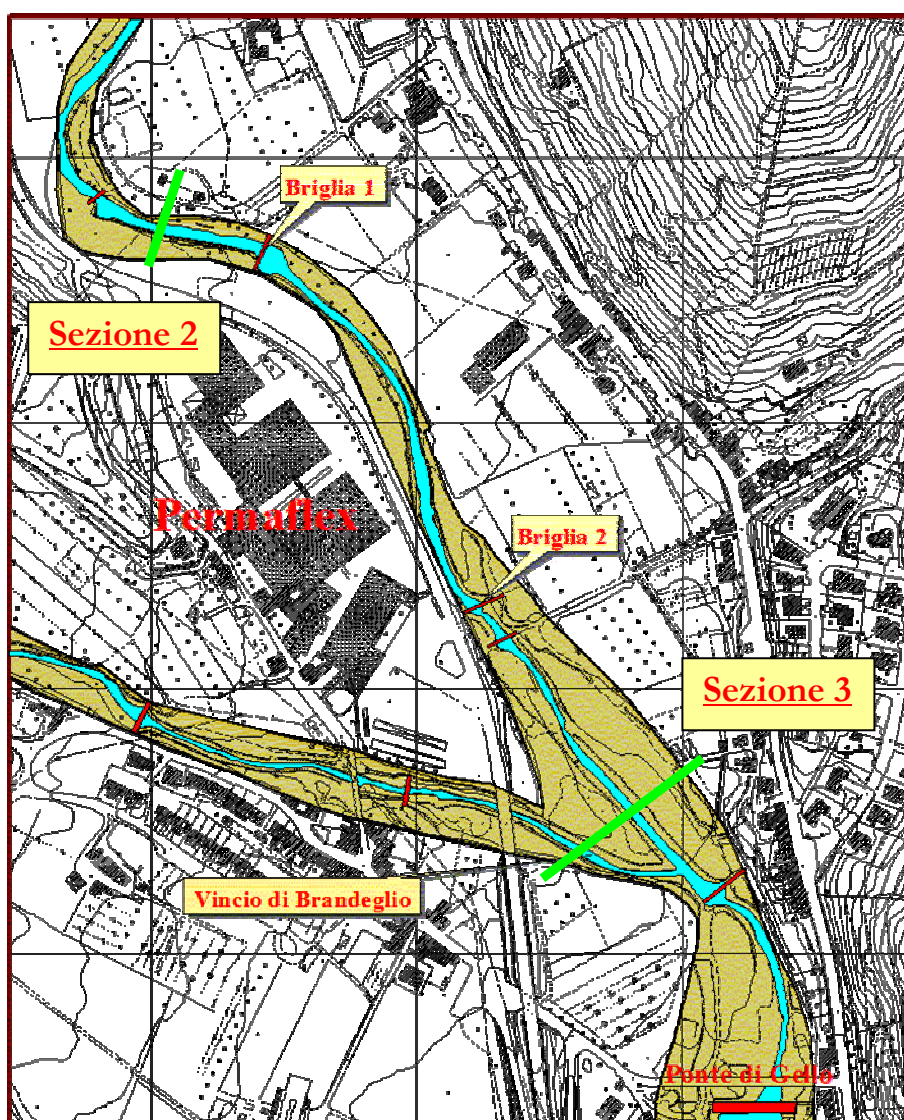 Briglia 1
Sezione 2
Permaflex
Briglia 2
Sezione 3
Vincio di Brandeglio
Ponte di Gello